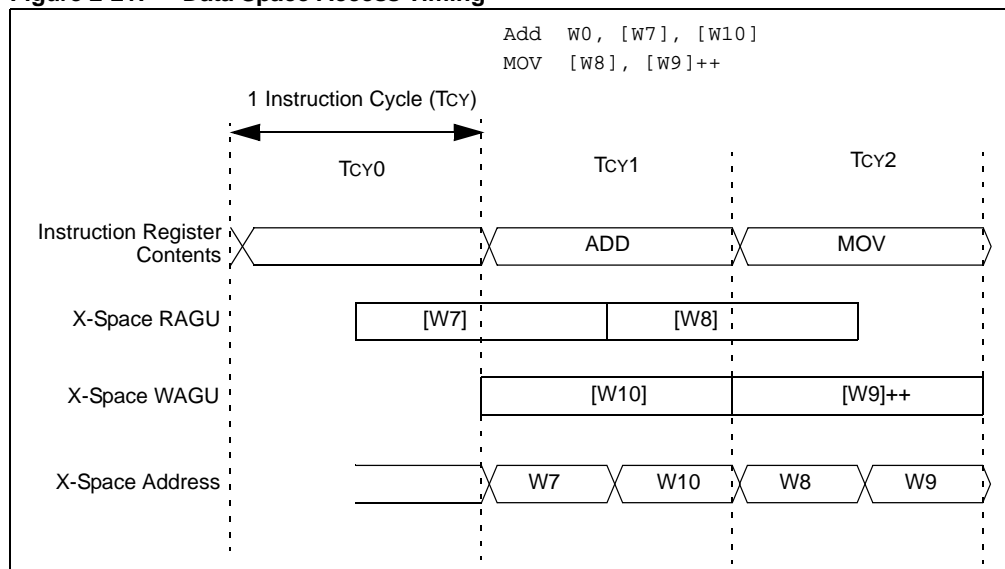 Figure Data Space Access Timing
Add W0, [W7], [W10]
MOV [W8], [W9]++
1 Instruction Cycle (TCY)
TCY0 TCY1 TCY2
Instruction Register
Contents
ADD MOV
X-Space RAGU [W7] [W8]
X-Space WAGU [W10] [W9]++
X-Space Address W7 W10 W8 W9